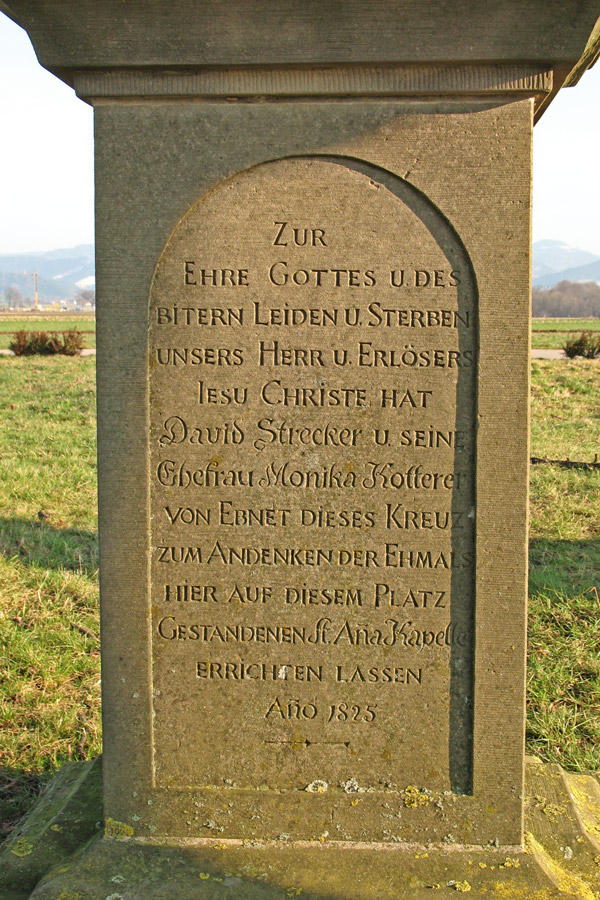 ZUR
EHRE GOTTES U. DES
BITERN LEIDEN U. STERBEN
UNSERS HERR U. ERLÖSERS
IESU CHRISTE HAT
David Strecker U. SEINE
Ehefrau Monika Kotterer
VON EBNET DIESES KREUZ
ZUM ANDENKEN DER EHMALS
HIER AUF DIESEM PLATZ
GESTANDENEN St. Aña Kapelle
ERRICHTEN LASSEN
Año 1825